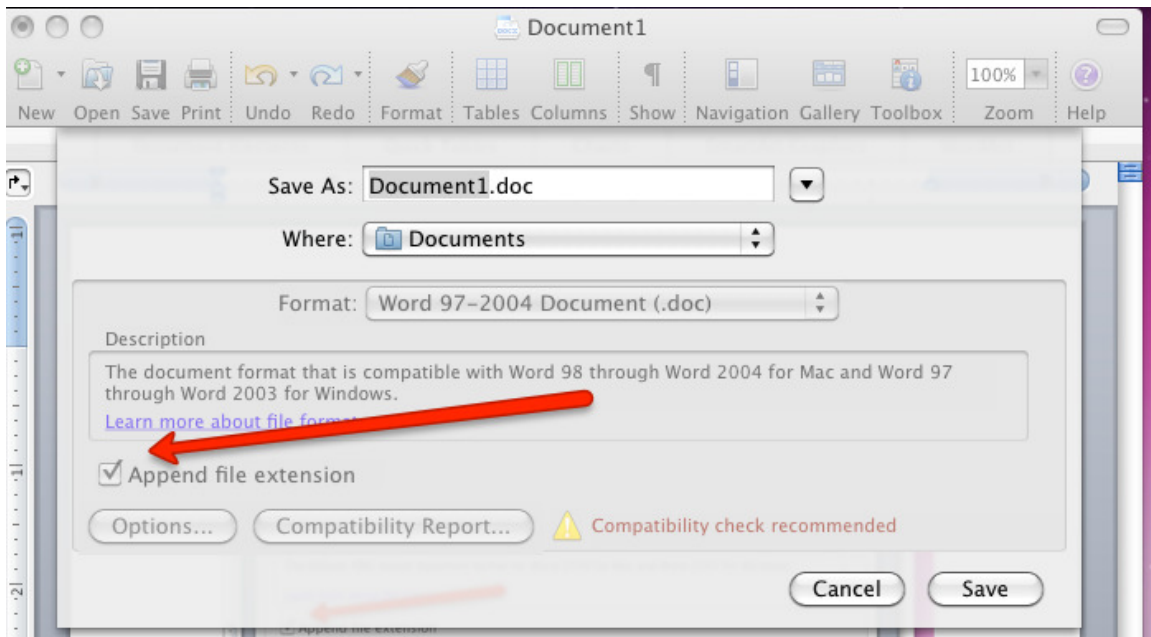 Document1
100%
New Open Save Print Undo Redo Format Tables Columns Show Navigation Gallery Toolbox Zoom Help
Save As: Document1.doc
Where: Documents
Format: Word 97-2004 Document (.doc)
Description
The document format that is compatible with Word 98 through Word 2004 for Mac and Word 97
through Word 2003 for Windows.
Learn more about file
Append file extension
Options... Compatibility Report... Compatibility check recommended
Cancel Save
Append file extension